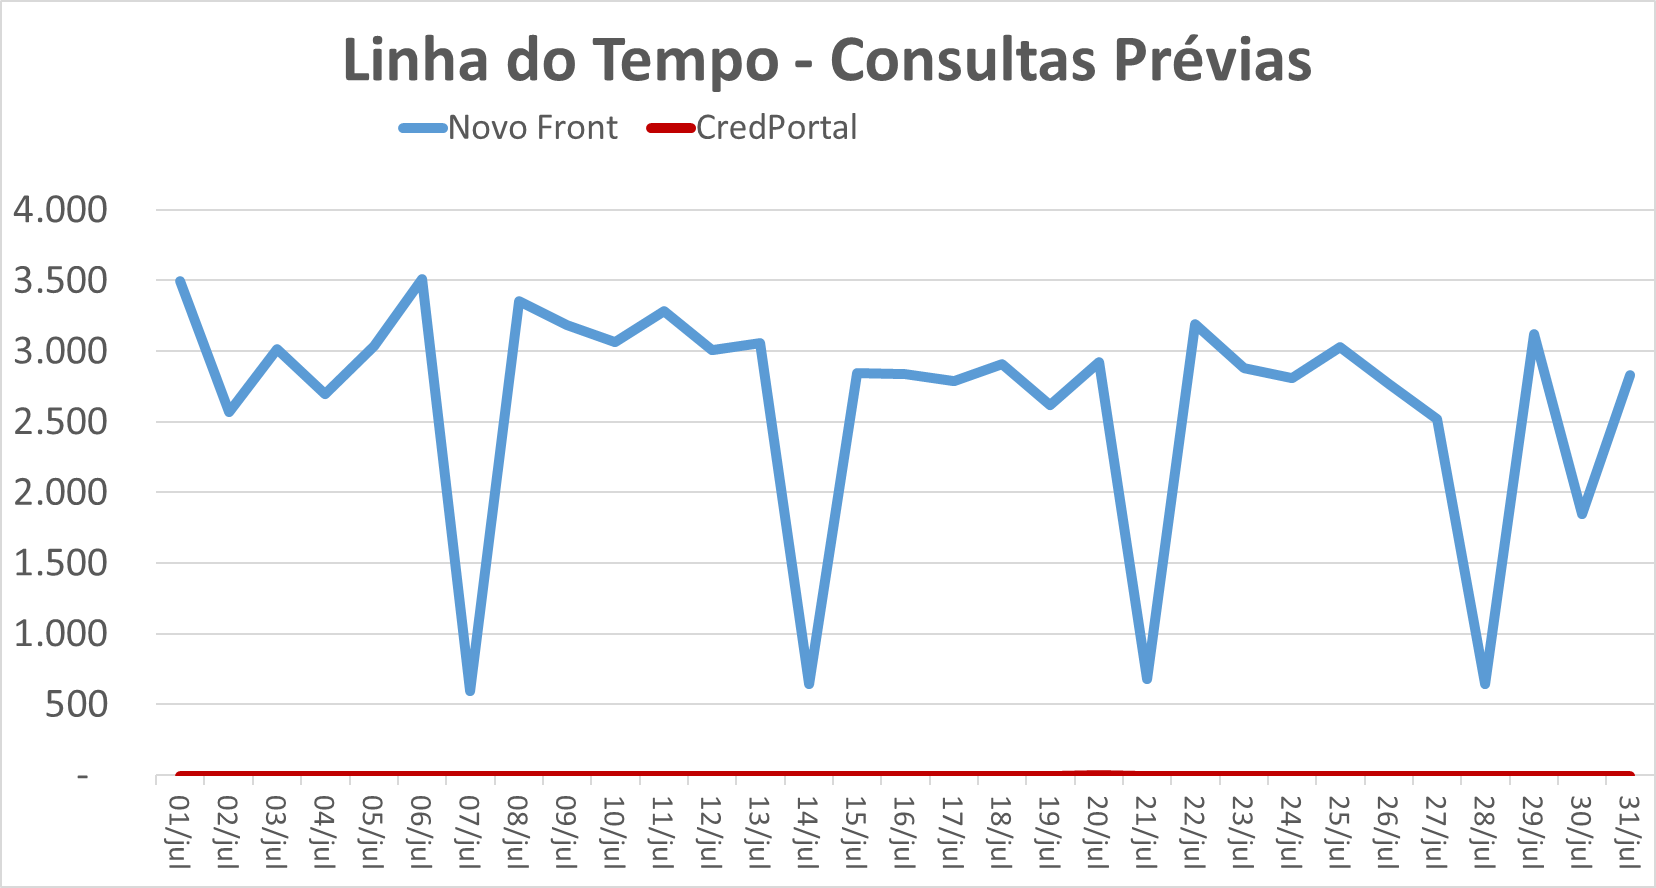 Linha do Tempo - Consultas Prévias
Novo Front CredPortal
4.000
3.500
3.000
2.500
2.000
1.500
1.000
500
-
01/jul
02/jul
03/jul
04/jul
05/jul
06/jul
07/jul
08/jul
09/jul
10/jul
11/jul
12/jul
13/jul
14/jul
15/jul
16/jul
17/jul
18/jul
19/jul
20/jul
21/jul
22/jul
23/jul
24/jul
25/jul
26/jul
27/jul
28/jul
29/jul
30/jul
31/jul